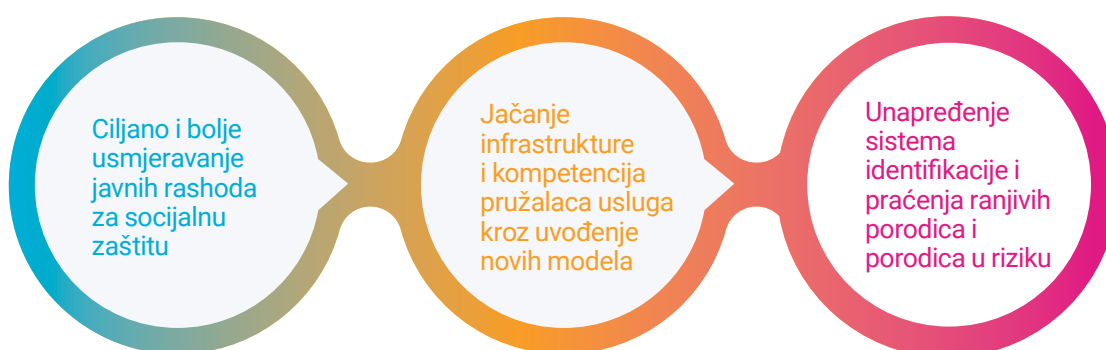 Ciljano i bolje
usmjeravanje
javnih rashoda
za socijalnu
zaštitu
Jačanje
infrastrukture
i kompetencija
pružalaca usluga
kroz uvođenje
novih modela
Unapređenje
sistema
identifikacije i
praćenja ranjivih
porodica i
porodica u riziku